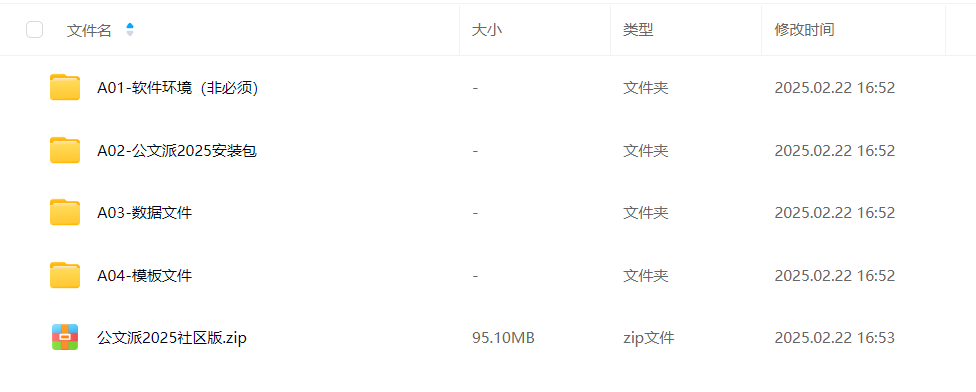 文件名 大小 类型 修改时间
A01-软件环境（非必须） - 文件夹 2025.02.22 16:52
A02-公文派2025安装包 - 文件夹 2025.02.22 16:52
A03-数据文件 - 文件夹 2025.02.22 16:52
A04-模板文件 - 文件夹 2025.02.22 16:52
公文派2025社区版.zip 95.10MB zip文件 2025.02.22 16:53